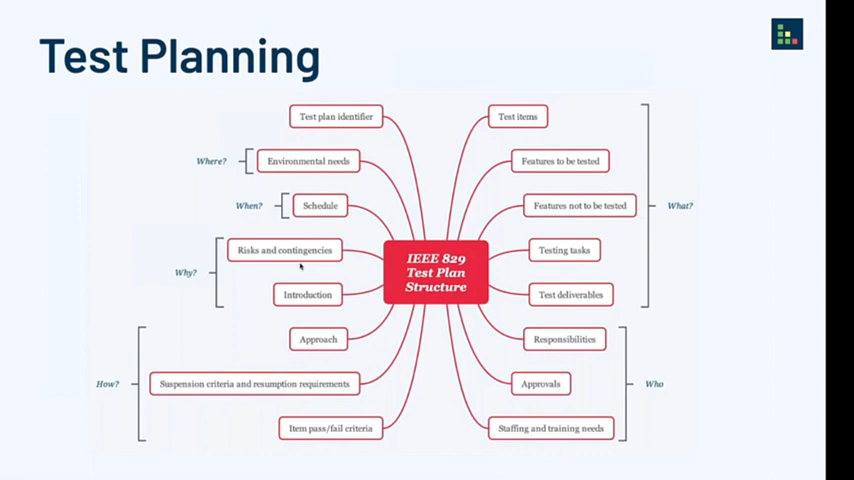 Test Planning
Test plan identifier
Test items
Where?
Environmental needs
Features to be tested
When?
Schedule
Features not to be tested
What?
Risks and contingencies
Testing tasks
Why?
IEEE 829
Test Plan
Structure
Introduction
Test deliverables
Approach
Responsibilities
How?
Suspension criteria and resumption requirements
Approvals
Who
Item pass/fail criteria
Staffing and training needs